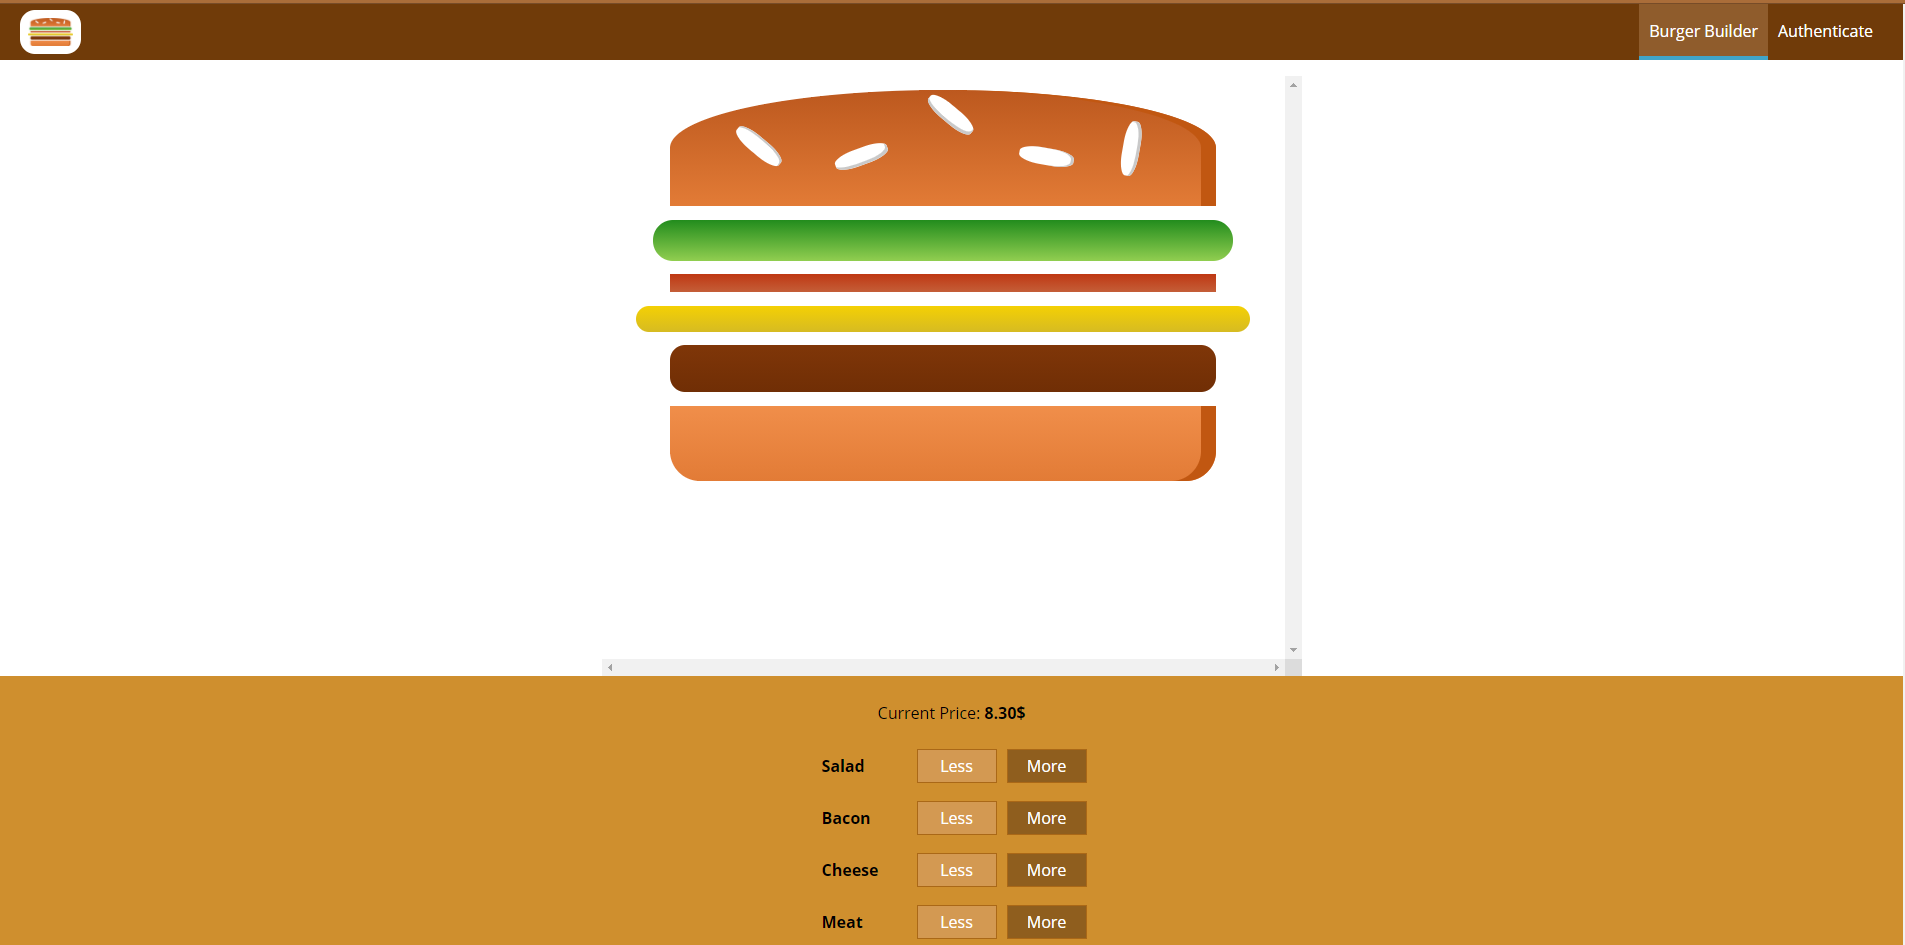 Burger Builder Authenticate
Current Price: 8.30$
Salad Less More
Bacon Less More
Cheese Less More
Meat Less More